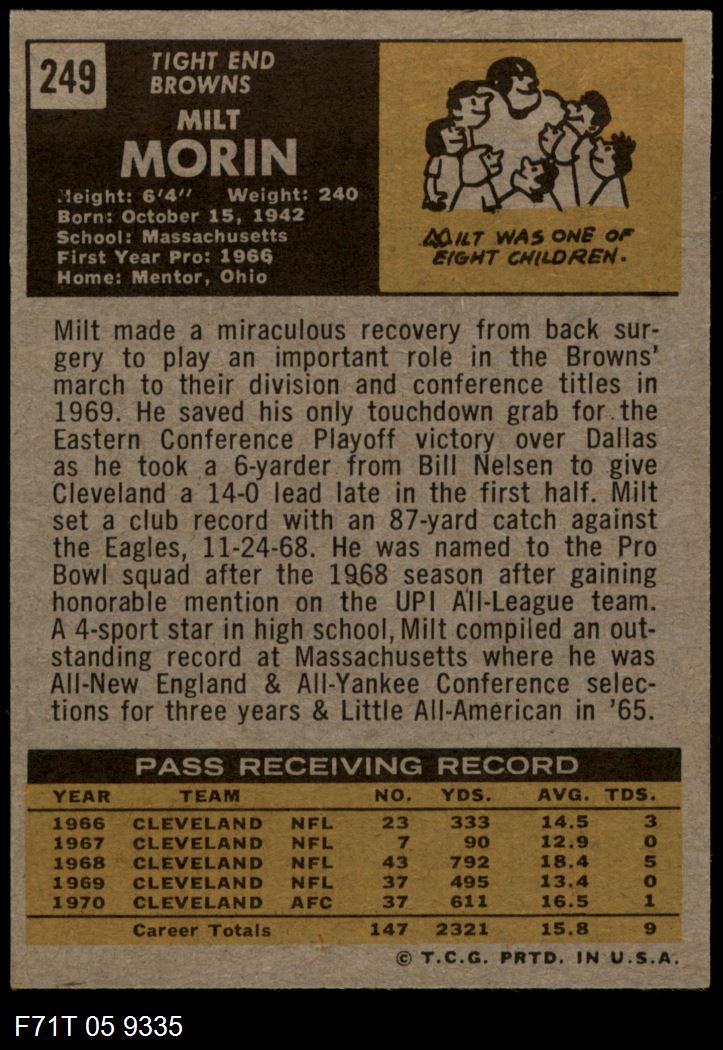 249
TIGHT END
BROWNS
MILT
MORIN
Height: 6'4" Weight: 240
Born: October 15, 1942
School: Massachusetts
First Year Pro: 1966
Home: Mentor, Ohio
MILT WAS ONE OF
EIGHT CHILDREN.
Milt made a miraculous recovery from back sur-
gery to play an important role in the Browns'
march to their division and conference titles in
1969. He saved his only touchdown grab for the
Eastern Conference Playoff victory over Dallas
as he took a 6-yarder from Bill Nelsen to give
Cleveland a 14-0 lead late in the first half. Milt
set a club record with an 87-yard catch against
the Eagles, 11-24-68. He was named to the Pro
Bowl squad after the 1968 season after gaining
honorable mention on the UPI All-League team.
A 4-sport star in high school, Milt compiled an out-
standing record at Massachusetts where he was
All-New England & All-Yankee Conference selec-
tions for three years & Little All-American in '65.
PASS RECEIVING RECORD
YEAR TEAM NO. YDS. AVG. TDS.
1966 CLEVELAND NFL 23 333 14.5 3
1967 CLEVELAND NFL 7 90 12.9 0
1968 CLEVELAND NFL 43 792 18.4 5
1969 CLEVELAND NFL 37 495 13.4 0
1970 CLEVELAND AFC 37 611 16.5 1
Career Totals 147 2321 15.8 9
© T.C.G. PRTD. IN U.S.A.
F71T 05 9335